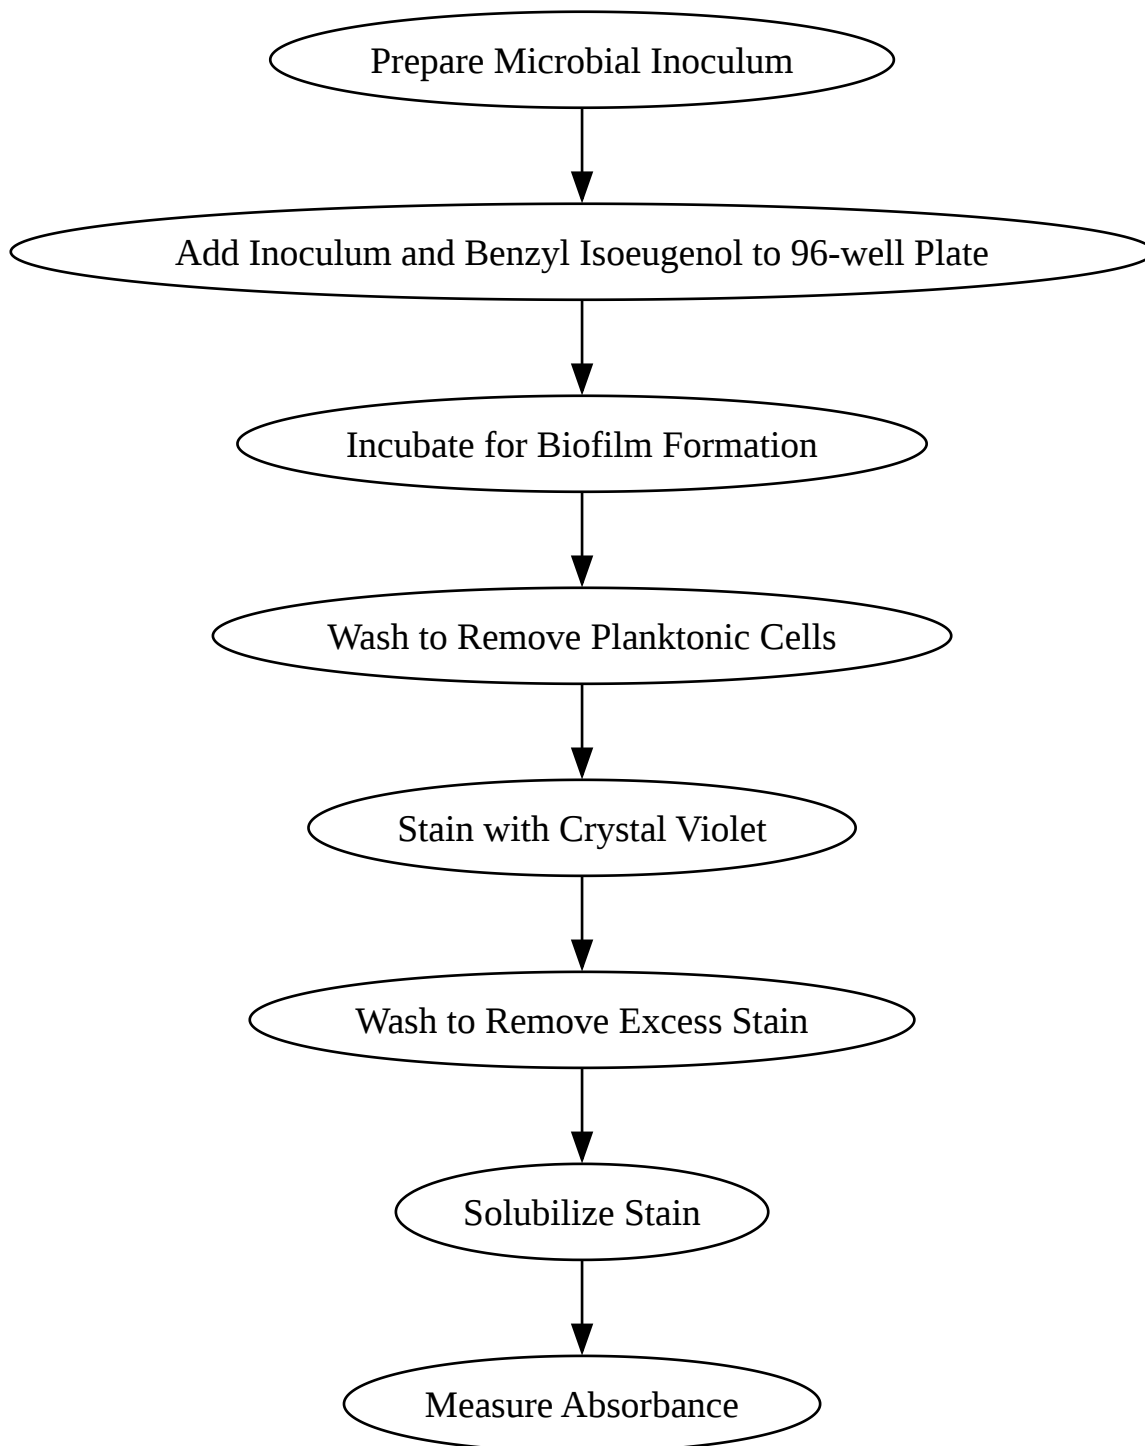 Prepare Microbial Inoculum
Add Inoculum and Benzyl Isoeugenol to 96-well Plate
Incubate for Biofilm Formation
Wash to Remove Planktonic Cells
Stain with Crystal Violet
Wash to Remove Excess Stain
Solubilize Stain
Measure Absorbance